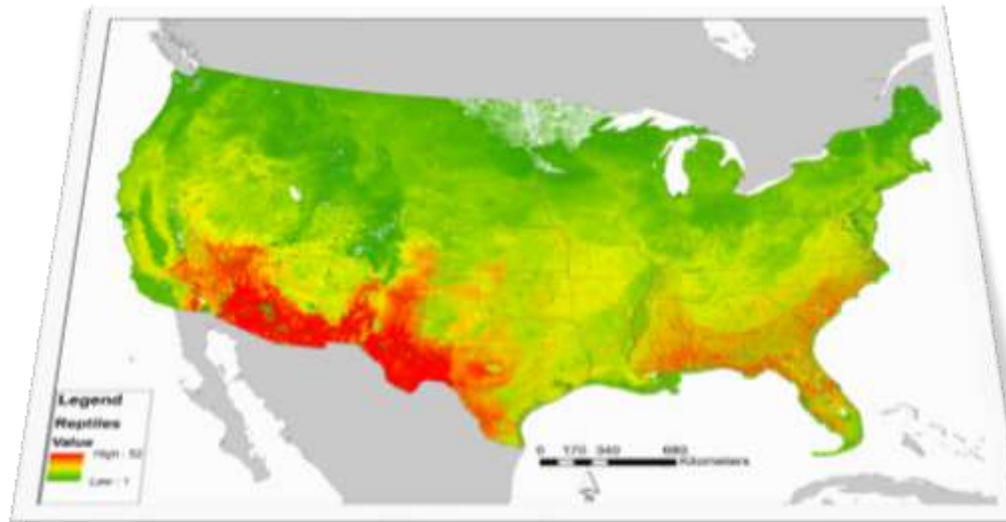 Legend
Reptiles
Value
High : 52
Low : 1
0 170 340 680
Kilometers
N